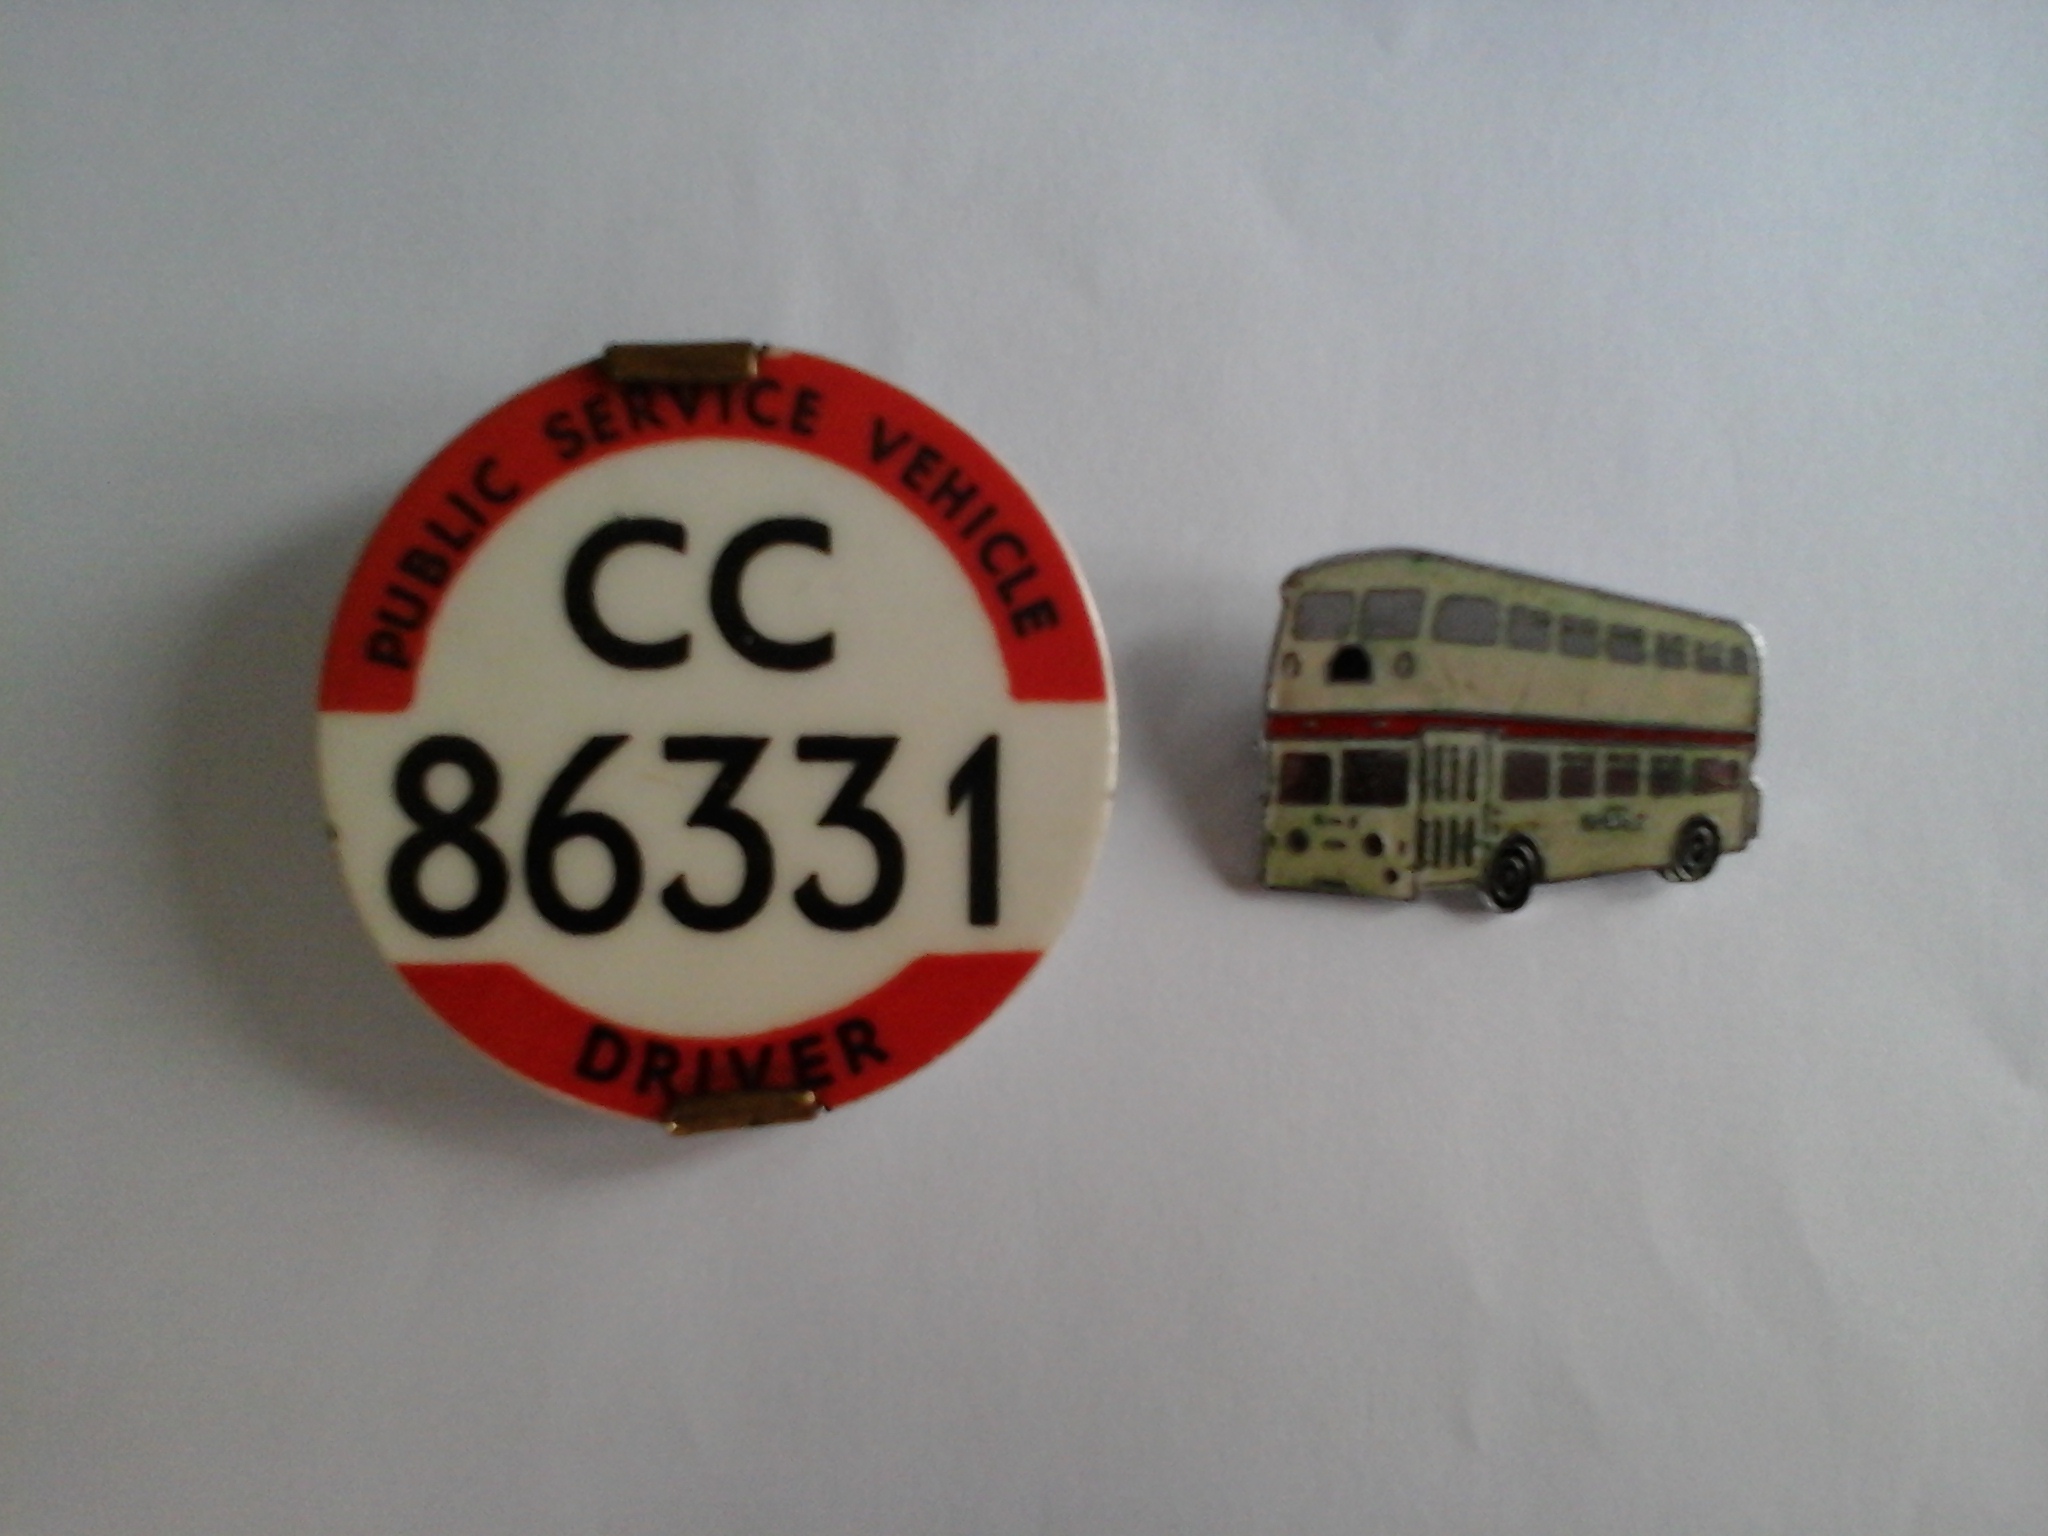 PUBLIC SERVICE VEHICLE
CC
86331
DRIVER